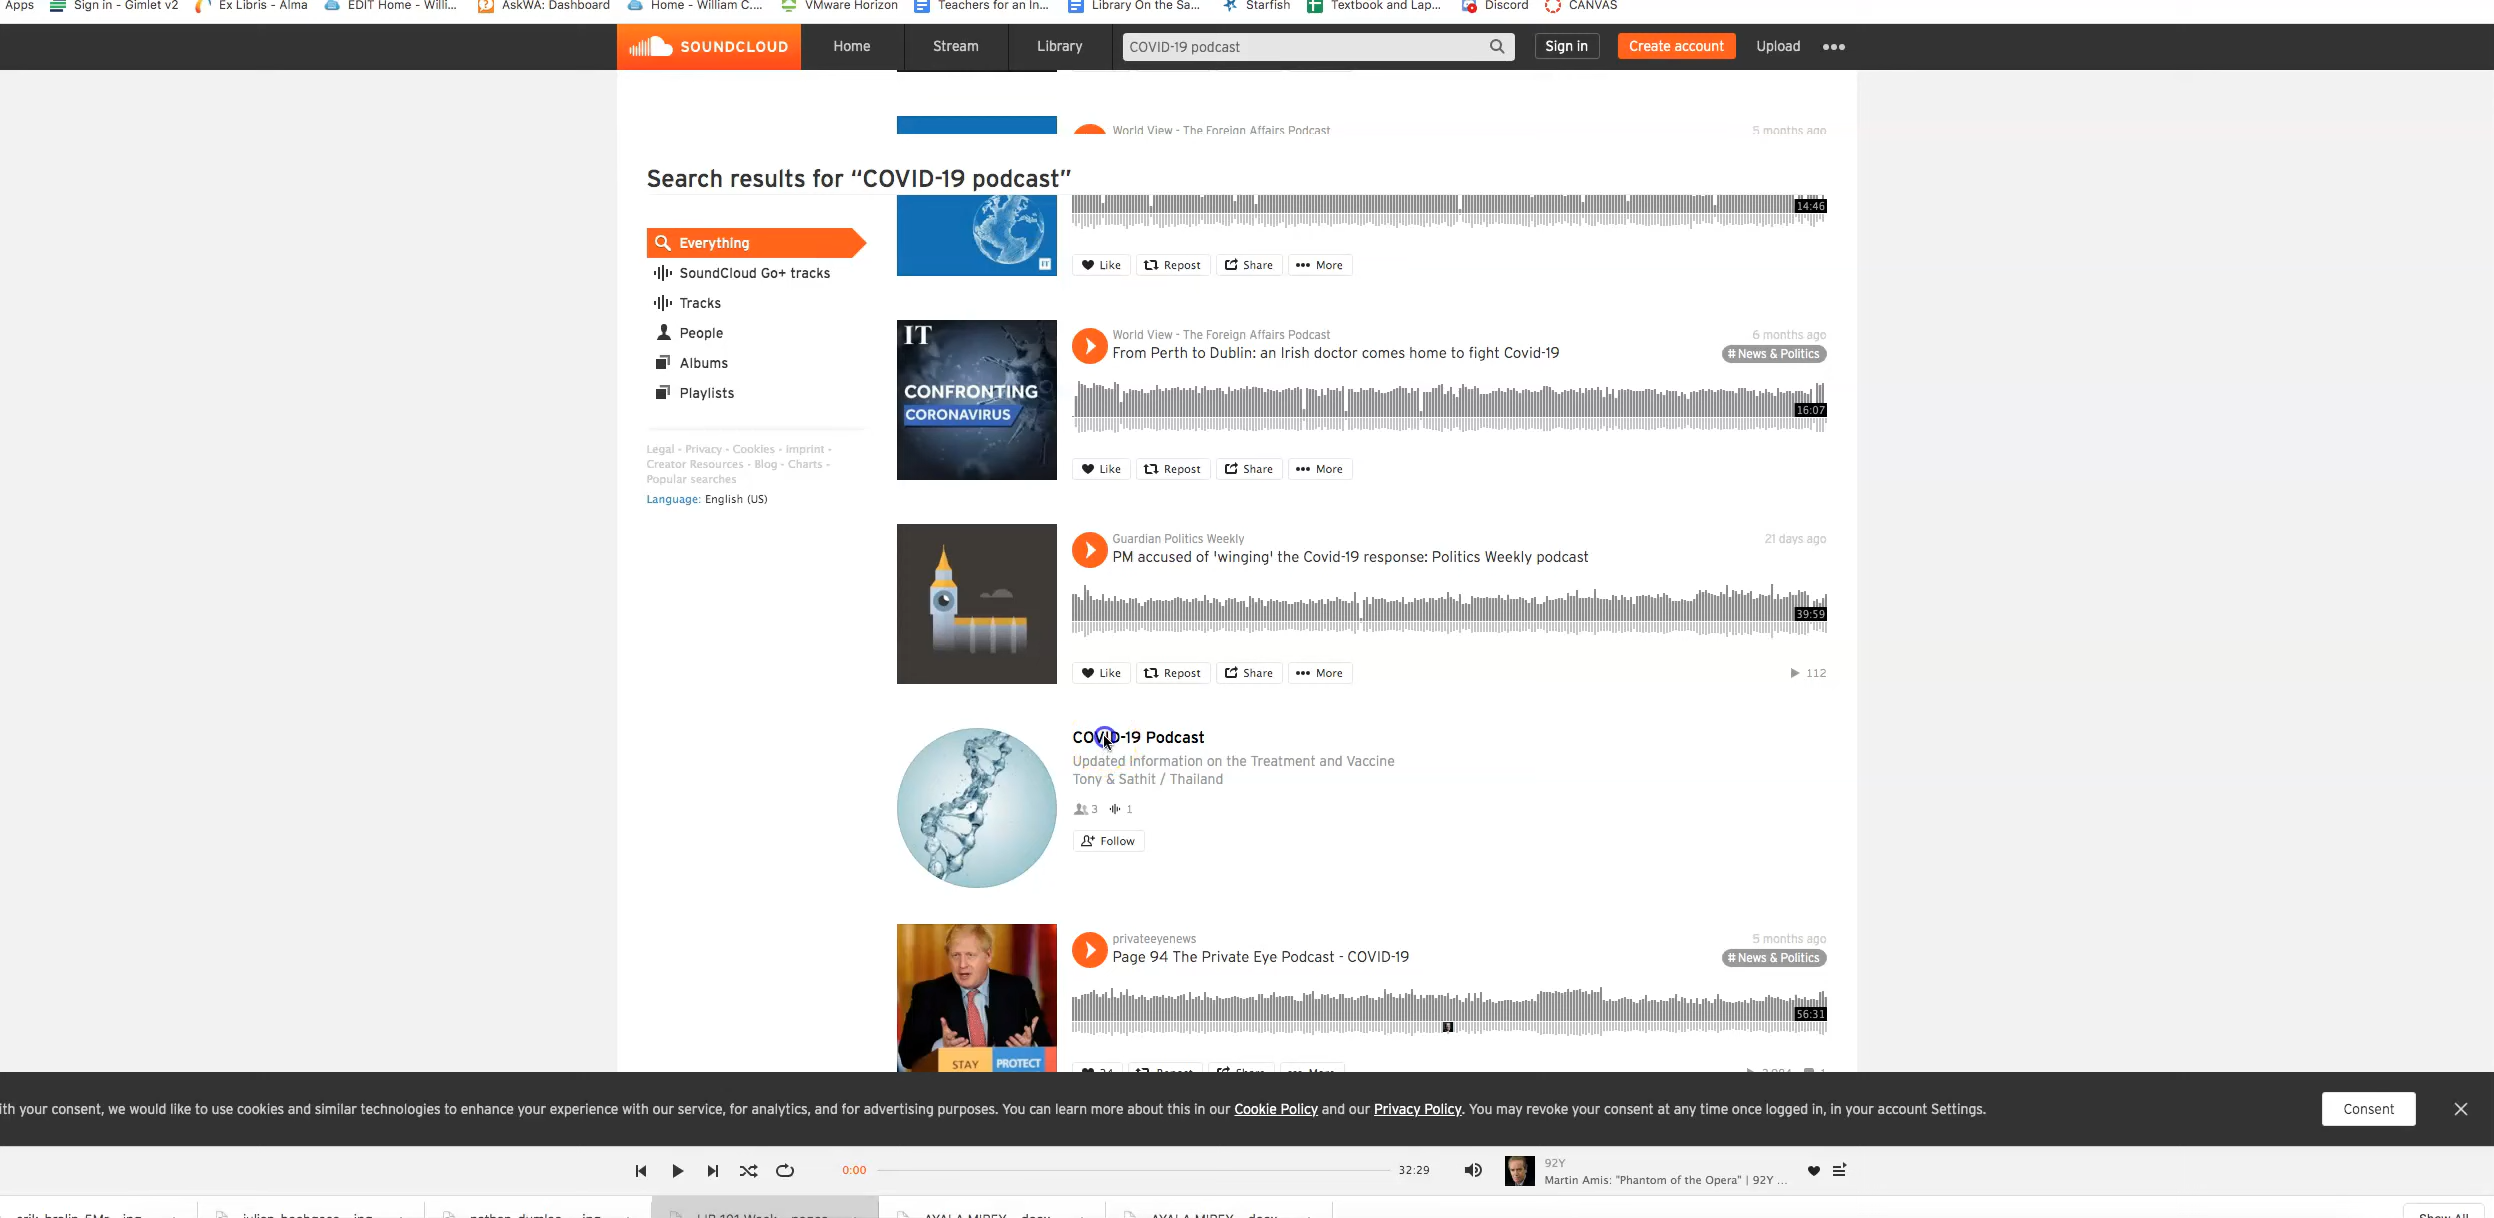 Apps Sign in - Gimlet v2 Ex Libris - Alma EDIT Home - Willi... AskWA: Dashboard Home - William C.... VMware Horizon Teachers for an In... Library On the Sa... Starfish Textbook and Lap... Discord CANVAS
SOUNDCLOUD Home Stream Library COVID-19 podcast Sign in Create account Upload
World View - The Foreign Affairs Podcast 5 months ago
Search results for “COVID-19 podcast”
14:46
Everything
SoundCloud Go+ tracks
Tracks
People
Albums
Playlists
Legal - Privacy - Cookies - Imprint -
Creator Resources - Blog - Charts -
Popular searches
Language: English (US)
IT
Like Repost Share More
IT
CONFRONTING
CORONAVIRUS
World View - The Foreign Affairs Podcast 6 months ago
From Perth to Dublin: an Irish doctor comes home to fight Covid-19 # News & Politics
16:07
Like Repost Share More
Guardian Politics Weekly 21 days ago
PM accused of 'winging' the Covid-19 response: Politics Weekly podcast
39:59
Like Repost Share More 112
COVID-19 Podcast
Updated Information on the Treatment and Vaccine
Tony & Sathit / Thailand
3 1
Follow
privateeyenews 5 months ago
Page 94 The Private Eye Podcast - COVID-19 # News & Politics
56:31
STAY PROTECT
34 Repost Share More
ith your consent, we would like to use cookies and similar technologies to enhance your experience with our service, for analytics, and for advertising purposes. You can learn more about this in our Cookie Policy and our Privacy Policy. You may revoke your consent at any time once logged in, in your account Settings. Consent
0:00 32:29
92Y
Martin Amis: "Phantom of the Opera" | 92Y ...
Show All